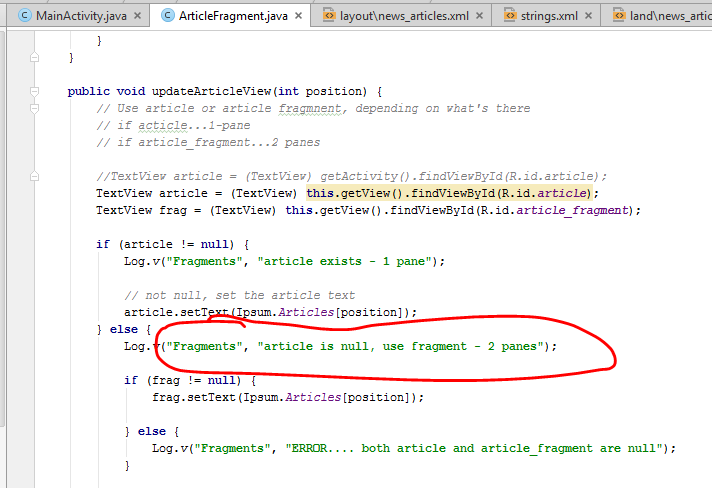 MainActivity.java × ArticleFragment.java × layout\news_articles.xml × strings.xml × land\news_artic
}
}
public void updateArticleView(int position) {
// Use article or article fragmnent, depending on what's there
// if acticle...1-pane
// if article_fragment...2 panes
//TextView article = (TextView) getActivity().findViewById(R.id.article);
TextView article = (TextView) this.getView().findViewById(R.id.article);
TextView frag = (TextView) this.getView().findViewById(R.id.article_fragment);
if (article != null) {
Log.v("Fragments", "article exists - 1 pane");
// not null, set the article text
article.setText(Ipsum.Articles[position]);
} else {
Log.v("Fragments", "article is null, use fragment - 2 panes");
if (frag != null) {
frag.setText(Ipsum.Articles[position]);
} else {
Log.v("Fragments", "ERROR.... both article and article_fragment are null");
}